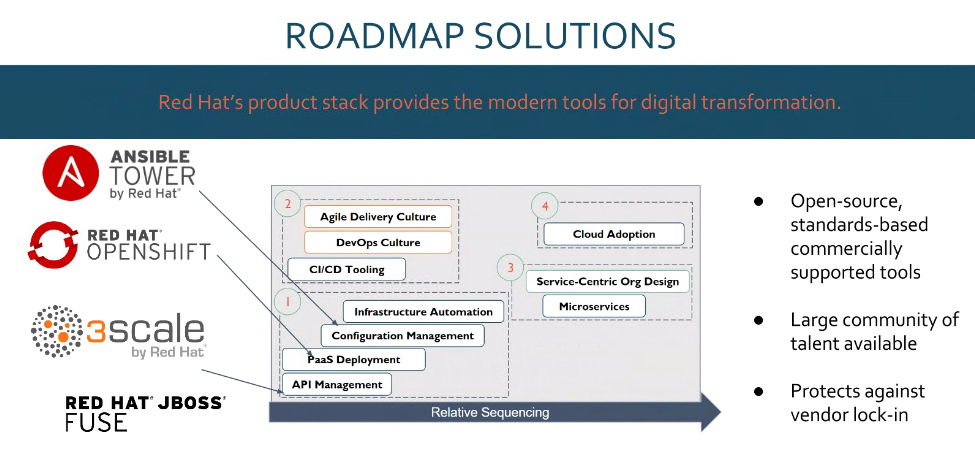 ROADMAP SOLUTIONS
Red Hat's product stack provides the modern tools for digital transformation.
ANSIBLE
TOWER
by Red Hat®
RED HAT®
OPENSHIFT
3scale
by Red Hat®
RED HAT® JBOSS®
FUSE
2
Agile Delivery Culture
DevOps Culture
CI/CD Tooling
1
Infrastructure Automation
Configuration Management
PaaS Deployment
API Management
4
Cloud Adoption
3
Service-Centric Org Design
Microservices
Relative Sequencing
● Open-source,
standards-based
commercially
supported tools
● Large community of
talent available
● Protects against
vendor lock-in